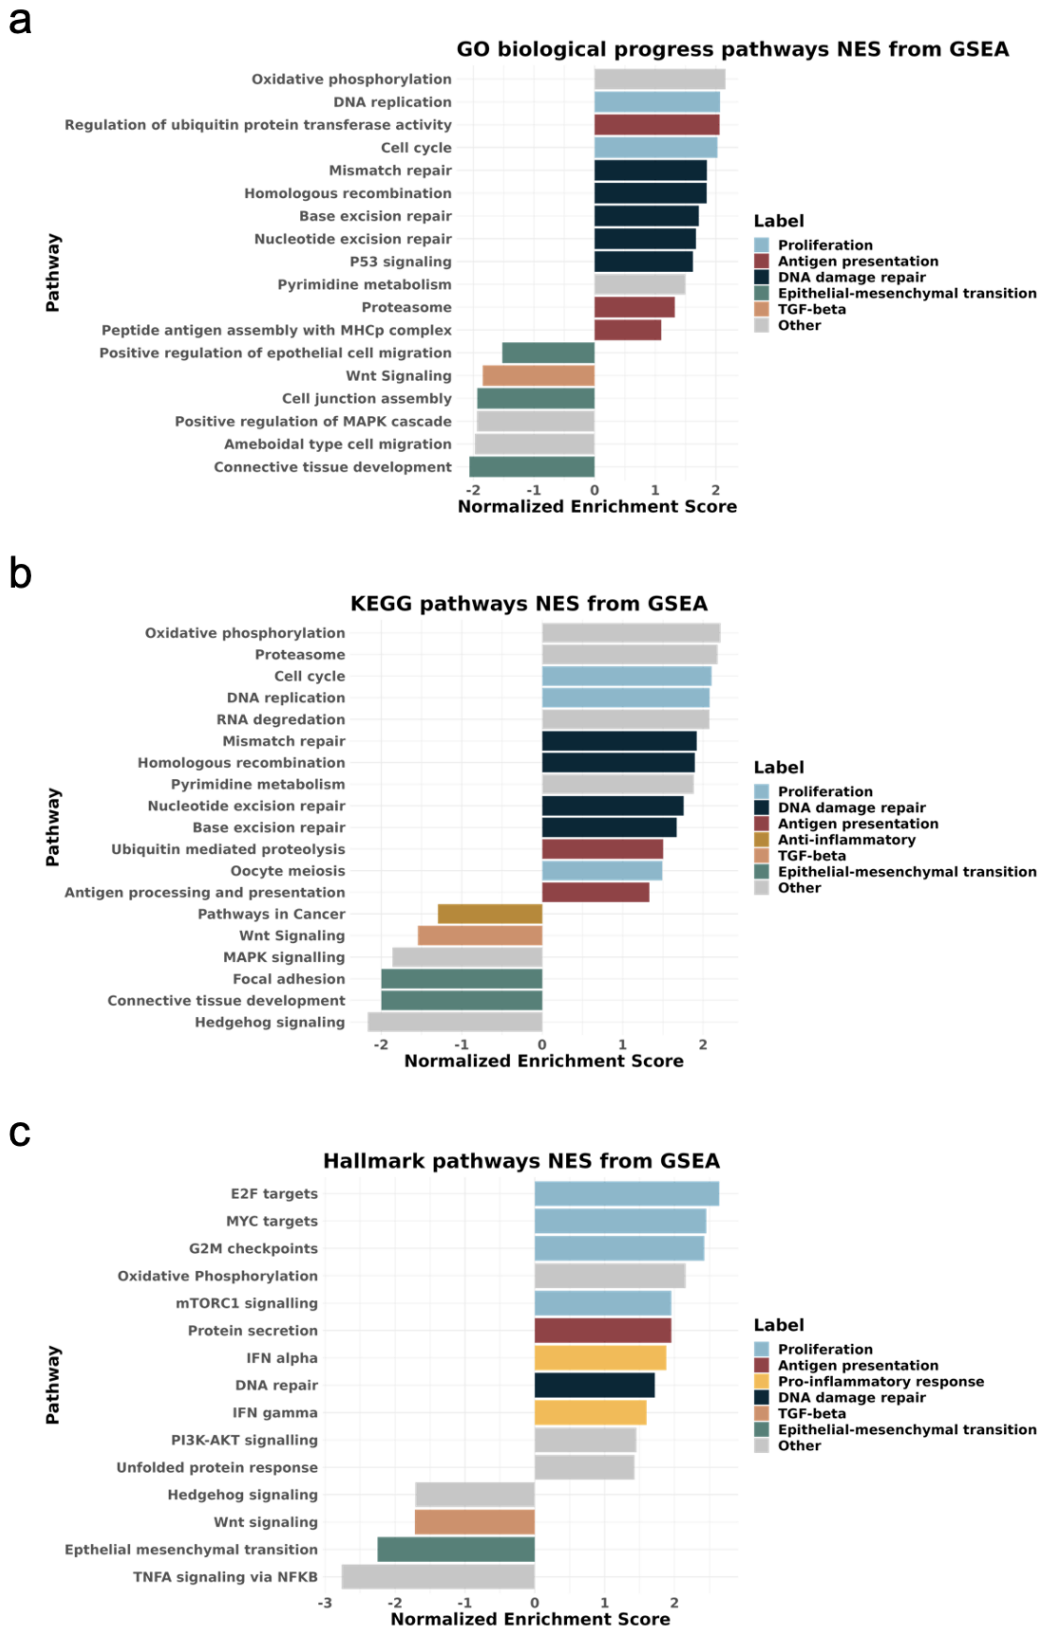 a
GO biological progress pathways NES from GSEA
Oxidative phosphorylation
DNA replication
Regulation of ubiquitin protein transferase activity
Cell cycle
Mismatch repair
Homologous recombination
Base excision repair
Nucleotide excision repair
P53 signaling
Pyrimidine metabolism
Proteasome
Peptide antigen assembly with MHCp complex
Positive regulation of epothelial cell migration
Wnt Signaling
Cell junction assembly
Positive regulation of MAPK cascade
Ameboidal type cell migration
Connective tissue development
Pathway
-2 -1 0 1 2
Normalized Enrichment Score
Label
Proliferation
Antigen presentation
DNA damage repair
Epithelial-mesenchymal transition
TGF-beta
Other
b
KEGG pathways NES from GSEA
Oxidative phosphorylation
Proteasome
Cell cycle
DNA replication
RNA degredation
Mismatch repair
Homologous recombination
Pyrimidine metabolism
Nucleotide excision repair
Base excision repair
Ubiquitin mediated proteolysis
Oocyte meiosis
Antigen processing and presentation
Pathways in Cancer
Wnt Signaling
MAPK signalling
Focal adhesion
Connective tissue development
Hedgehog signaling
Pathway
-2 -1 0 1 2
Normalized Enrichment Score
Label
Proliferation
DNA damage repair
Antigen presentation
Anti-inflammatory
TGF-beta
Epithelial-mesenchymal transition
Other
c
Hallmark pathways NES from GSEA
E2F targets
MYC targets
G2M checkpoints
Oxidative Phosphorylation
mTORC1 signalling
Protein secretion
IFN alpha
DNA repair
IFN gamma
PI3K-AKT signalling
Unfolded protein response
Hedgehog signaling
Wnt signaling
Epthelial mesenchymal transition
TNFA signaling via NFKB
Pathway
-3 -2 -1 0 1 2
Normalized Enrichment Score
Label
Proliferation
Antigen presentation
Pro-inflammatory response
DNA damage repair
TGF-beta
Epithelial-mesenchymal transition
Other